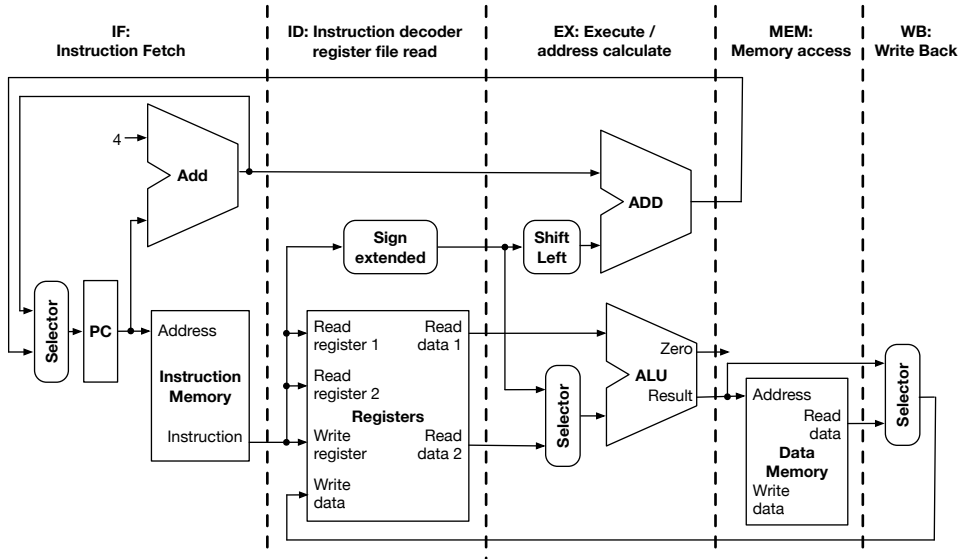 IF:
Instruction Fetch
ID: Instruction decoder
register file read
EX: Execute /
address calculate
MEM:
Memory access
WB:
Write Back
4
Add
ADD
Sign
extended
Shift
Left
Selector
PC
Address
Instruction
Memory
Instruction
Read
register 1
Read
data 1
Read
register 2
Registers
Write
register
Read
data 2
Write
data
Selector
Zero
ALU
Result
Address
Read
data
Data
Memory
Write
data
Selector